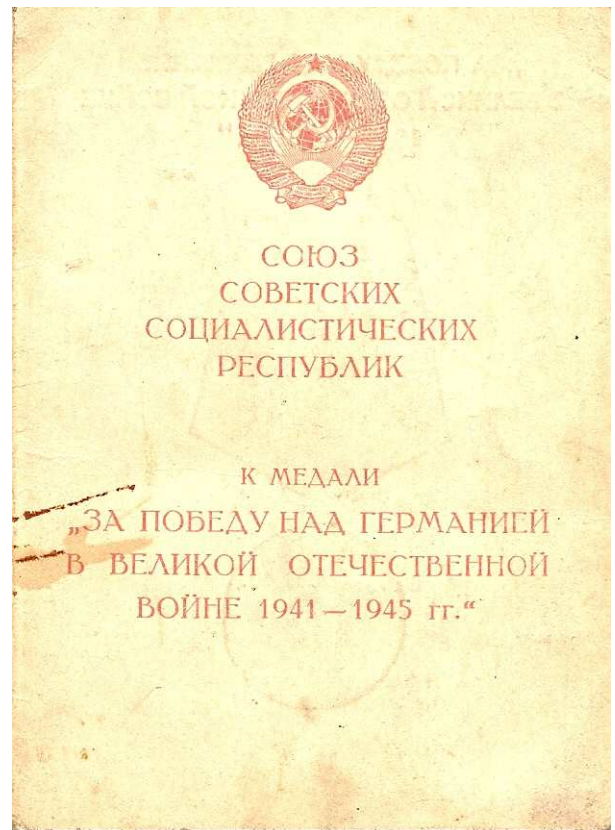 СОЮЗ
СОВЕТСКИХ
СОЦИАЛИСТИЧЕСКИХ
РЕСПУБЛИК
К МЕДАЛИ
„ЗА ПОБЕДУ НАД ГЕРМАНИЕЙ
В ВЕЛИКОЙ ОТЕЧЕСТВЕННОЙ
ВОЙНЕ 1941—1945 гг.“